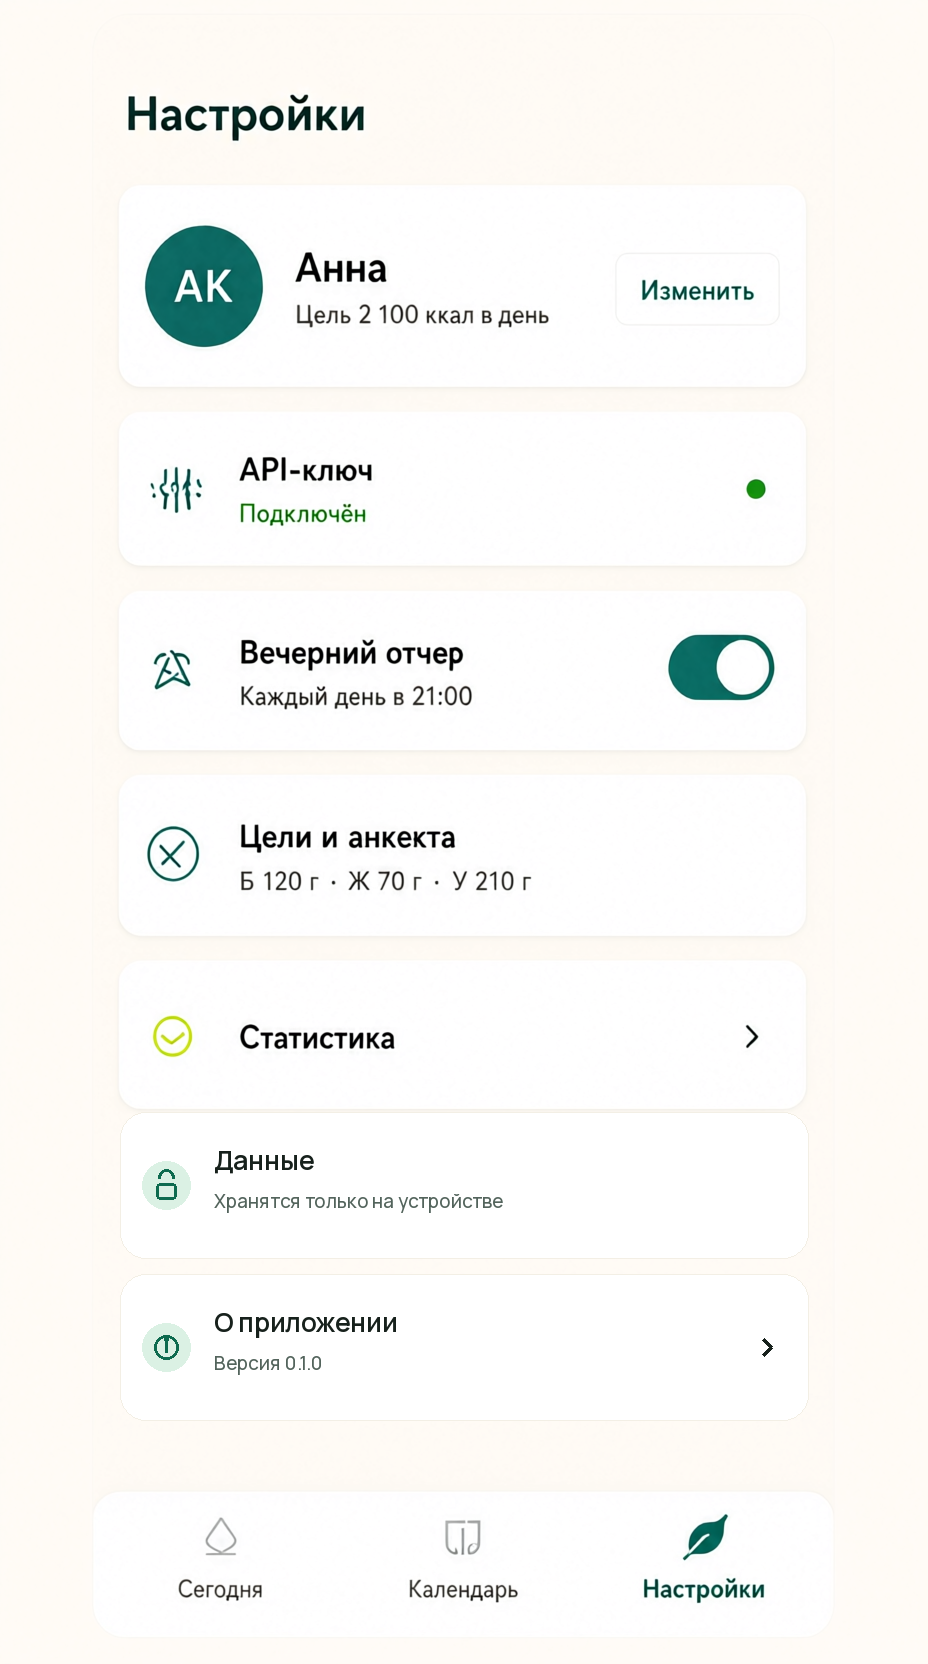 Настройки
АК
Анна
Цель 2 100 ккал в день
Изменить
API-ключ
Подключён
Вечерний отчер
Каждый день в 21:00
Цели и анкекта
Б 120 г · Ж 70 г · У 210 г
Статистика
Данные
Хранятся только на устройстве
О приложении
Версия 0.1.0
Сегодня
Календарь
Настройки